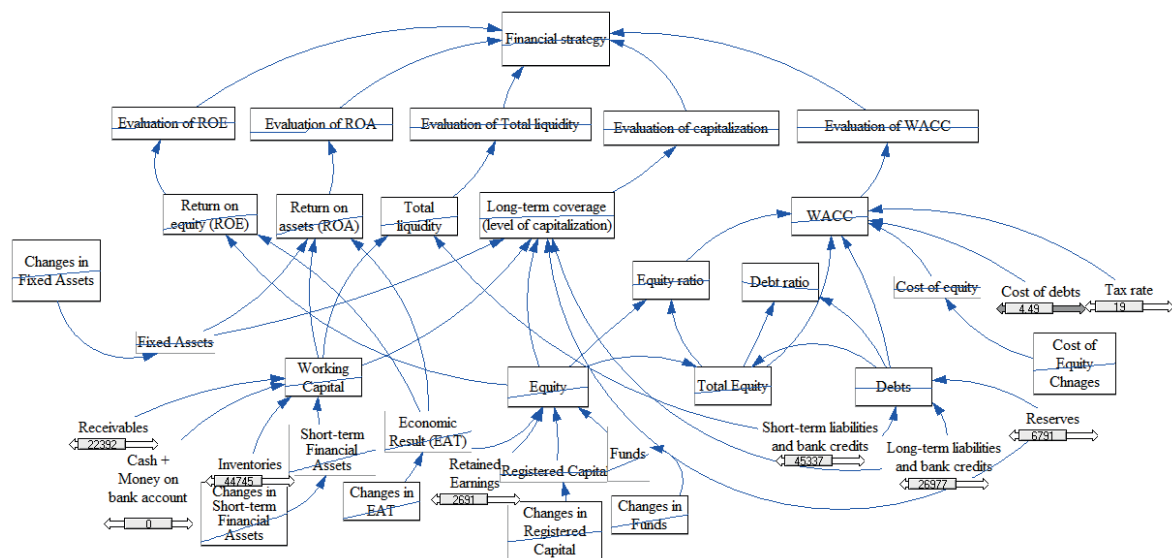 Financial strategy
Evaluation of ROE
Evaluation of ROA
Evaluation of Total liquidity
Evaluation of capitalization
Evaluation of WACC
Return on
equity (ROE)
Return on
assets (ROA)
Total
liquidity
Long-term coverage
(level of capitalization)
WACC
Changes in
Fixed Assets
Equity ratio
Debt ratio
Cost of equity
Cost of debts
4.49
Tax rate
19
Fixed Assets
Working
Capital
Equity
Total Equity
Debts
Cost of
Equity
Chnages
Receivables
22392
Cash +
Money on
bank account
0
Inventories
44745
Short-term
Financial
Assets
Changes in
Short-term
Financial
Assets
Economic
Result (EAT)
Changes in
EAT
Retained
Earnings
2691
Registered Capital
Changes in
Registered
Capital
Funds
Changes in
Funds
Short-term liabilities
and bank credits
45337
Long-term liabilities
and bank credits
26977
Reserves
6791